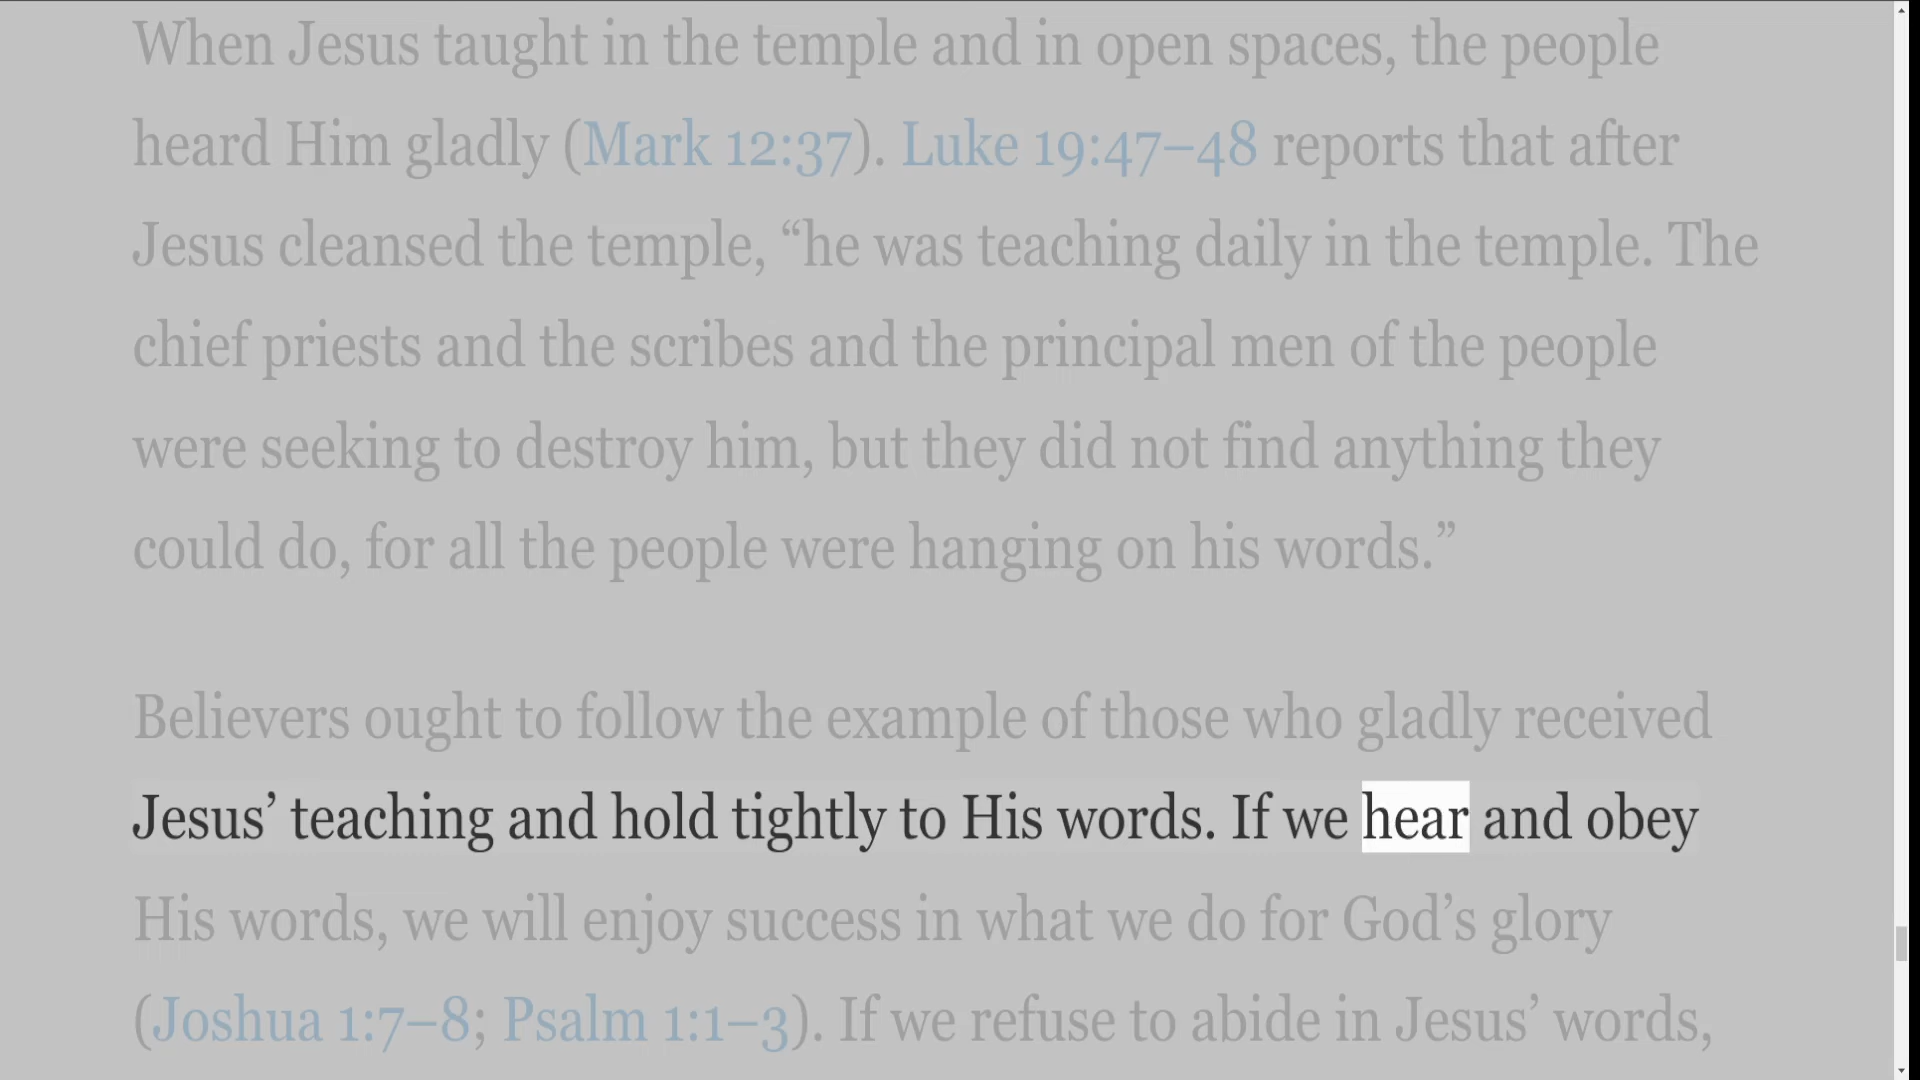 When Jesus taught in the temple and in open spaces, the people
heard Him gladly (Mark 12:37). Luke 19:47–48 reports that after
Jesus cleansed the temple, “he was teaching daily in the temple. The
chief priests and the scribes and the principal men of the people
were seeking to destroy him, but they did not find anything they
could do, for all the people were hanging on his words.”
Believers ought to follow the example of those who gladly received
Jesus’ teaching and hold tightly to His words. If we hear and obey
His words, we will enjoy success in what we do for God’s glory
(Joshua 1:7–8; Psalm 1:1–3). If we refuse to abide in Jesus’ words,